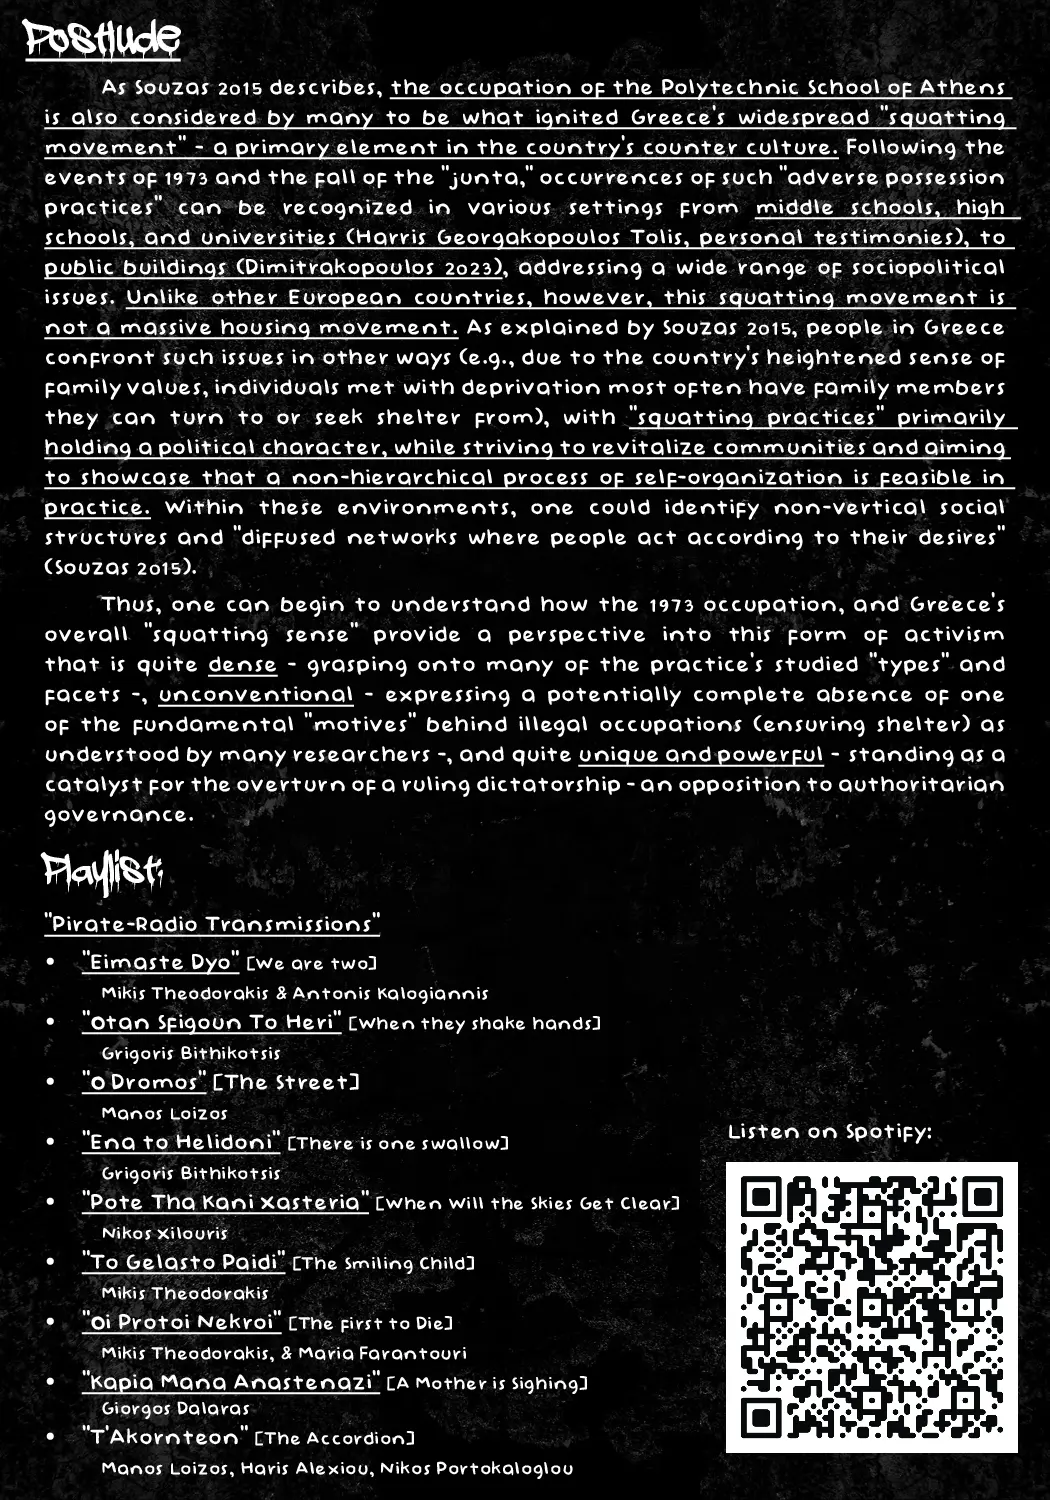 Postlude
As Souzas 2015 describes, the occupation of the Polytechnic School of Athens
is also considered by many to be what ignited Greece's widespread "squatting
movement" - a primary element in the country's counter culture. Following the
events of 1973 and the fall of the "junta," occurrences of such "adverse possession
practices" can be recognized in various settings from middle schools, high
schools, and universities (Harris Georgakopoulos Tolis, personal testimonies), to
public buildings (Dimitrakopoulos 2023), addressing a wide range of sociopolitical
issues. Unlike other European countries, however, this squatting movement is
not a massive housing movement. As explained by Souzas 2015, people in Greece
confront such issues in other ways (e.g., due to the country's heightened sense of
family values, individuals met with deprivation most often have family members
they can turn to or seek shelter from), with "squatting practices" primarily
holding a political character, while striving to revitalize communities and aiming
to showcase that a non-hierarchical process of self-organization is feasible in
practice. Within these environments, one could identify non-vertical social
structures and "diffused networks where people act according to their desires"
(Souzas 2015).
Thus, one can begin to understand how the 1973 occupation, and Greece's
overall "squatting sense" provide a perspective into this form of activism
that is quite dense - grasping onto many of the practice's studied "types" and
facets -, unconventional - expressing a potentially complete absence of one
of the fundamental "motives" behind illegal occupations (ensuring shelter) as
understood by many researchers -, and quite unique and powerful - standing as a
catalyst for the overturn of a ruling dictatorship - an opposition to authoritarian
governance.
Playlist:
"Pirate-Radio Transmissions"
• "Eimaste Dyo" [We are two]
Mikis Theodorakis & Antonis Kalogiannis
• "Otan Sfigoun To Heri" [When they shake hands]
Grigoris Bithikotsis
• "O Dromos" [The Street]
Manos Loizos
• "Ena to Helidoni" [There is one swallow]
Grigoris Bithikotsis
• "Pote Tha Kani Xasteria" [When Will the Skies Get Clear]
Nikos Xilouris
• "To Gelasto Paidi" [The Smiling Child]
Mikis Theodorakis
• "Oi Protoi Nekroi" [The First to Die]
Mikis Theodorakis, & Maria Farantouri
• "Kapia Mana Anastenazi" [A Mother is Sighing]
Giorgos Dalaras
• "T'Akornteon" [The Accordion]
Manos Loizos, Haris Alexiou, Nikos Portokaloglou
Listen on Spotify: